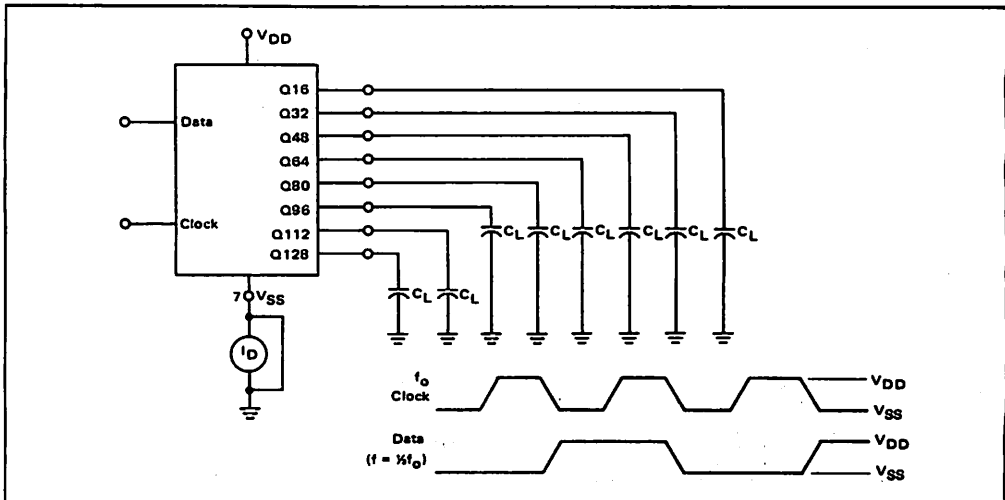 VDD
Q16
Q32
Data
Q48
Q64
Q80
Q96
Clock
Q112
Q128
CL CL CL CL CL CL
CL CL
7 VSS
ID
fo
Clock
VDD
VSS
Data
(f = ½fo)
VDD
VSS